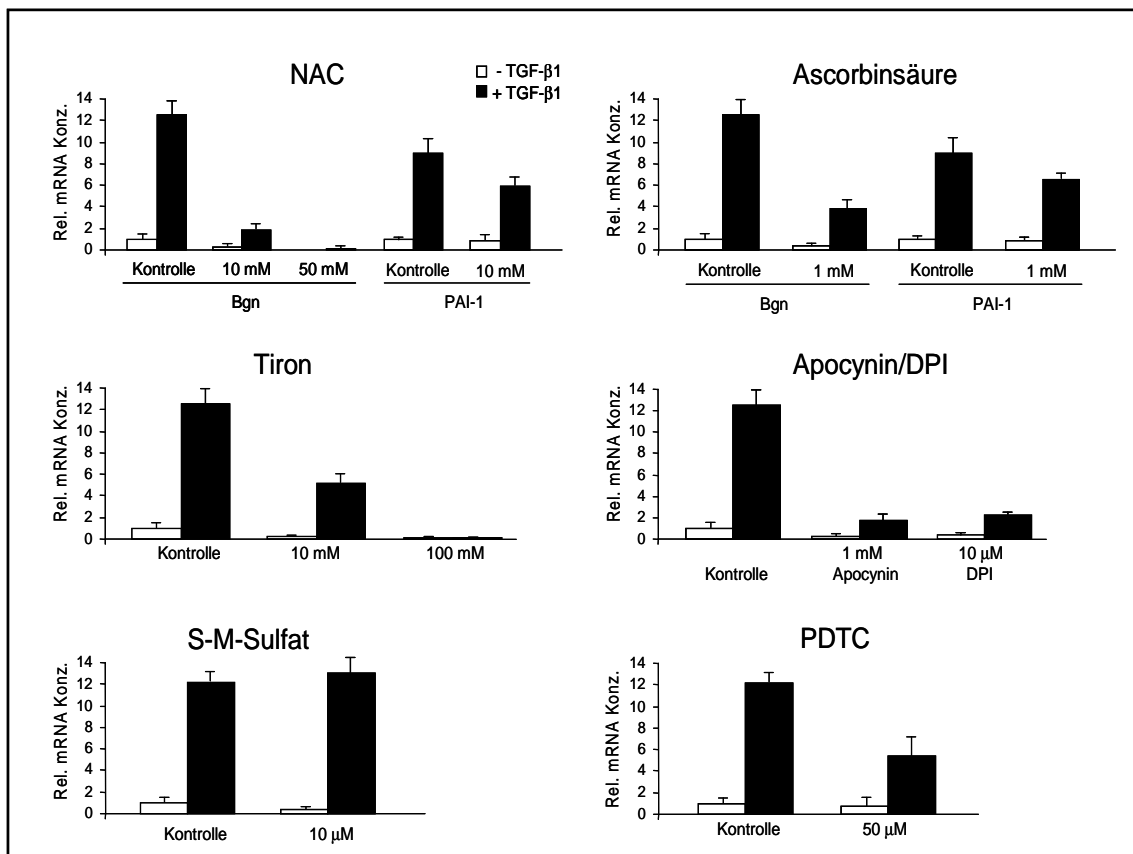 NAC
- TGF-β1
+ TGF-β1
Rel. mRNA Konz.
14
12
10
8
6
4
2
0
Kontrolle 10 mM 50 mM Kontrolle 10 mM
Bgn PAI-1
Ascorbinsäure
Rel. mRNA Konz.
14
12
10
8
6
4
2
0
Kontrolle 1 mM Kontrolle 1 mM
Bgn PAI-1
Tiron
Rel. mRNA Konz.
14
12
10
8
6
4
2
0
Kontrolle 10 mM 100 mM
Apocynin/DPI
Rel. mRNA Konz.
14
12
10
8
6
4
2
0
1 mM 10 µM
Kontrolle Apocynin DPI
S-M-Sulfat
Rel. mRNA Konz.
14
12
10
8
6
4
2
0
Kontrolle 10 µM
PDTC
Rel. mRNA Konz.
14
12
10
8
6
4
2
0
Kontrolle 50 µM